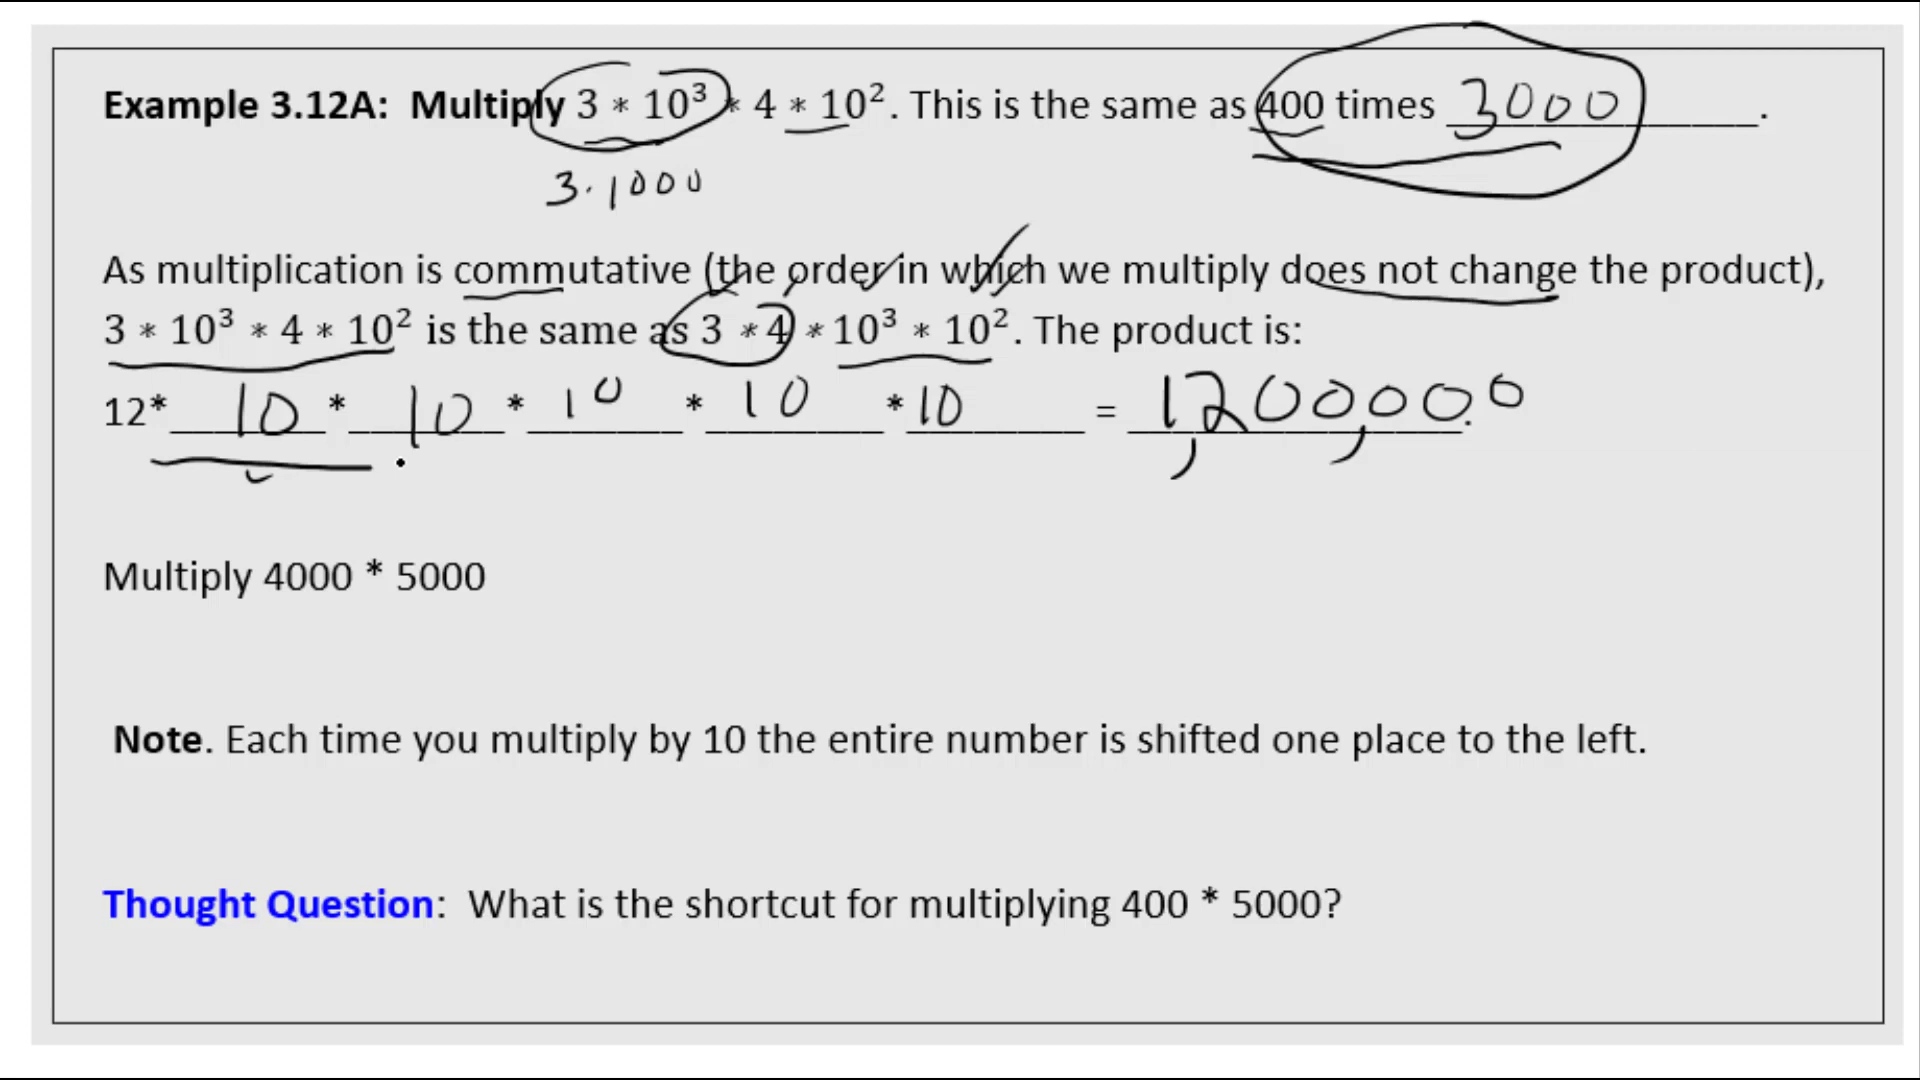 Example 3.12A: Multiply 3 * 10³ * 4 * 10². This is the same as 400 times 3000.
3.1000
As multiplication is commutative (the order in which we multiply does not change the product),
3 * 10³ * 4 * 10² is the same as 3 * 4 * 10³ * 10². The product is:
12* 10 * 10 * 10 * 10 * 10 = 1,200,000.
Multiply 4000 * 5000
Note. Each time you multiply by 10 the entire number is shifted one place to the left.
Thought Question: What is the shortcut for multiplying 400 * 5000?